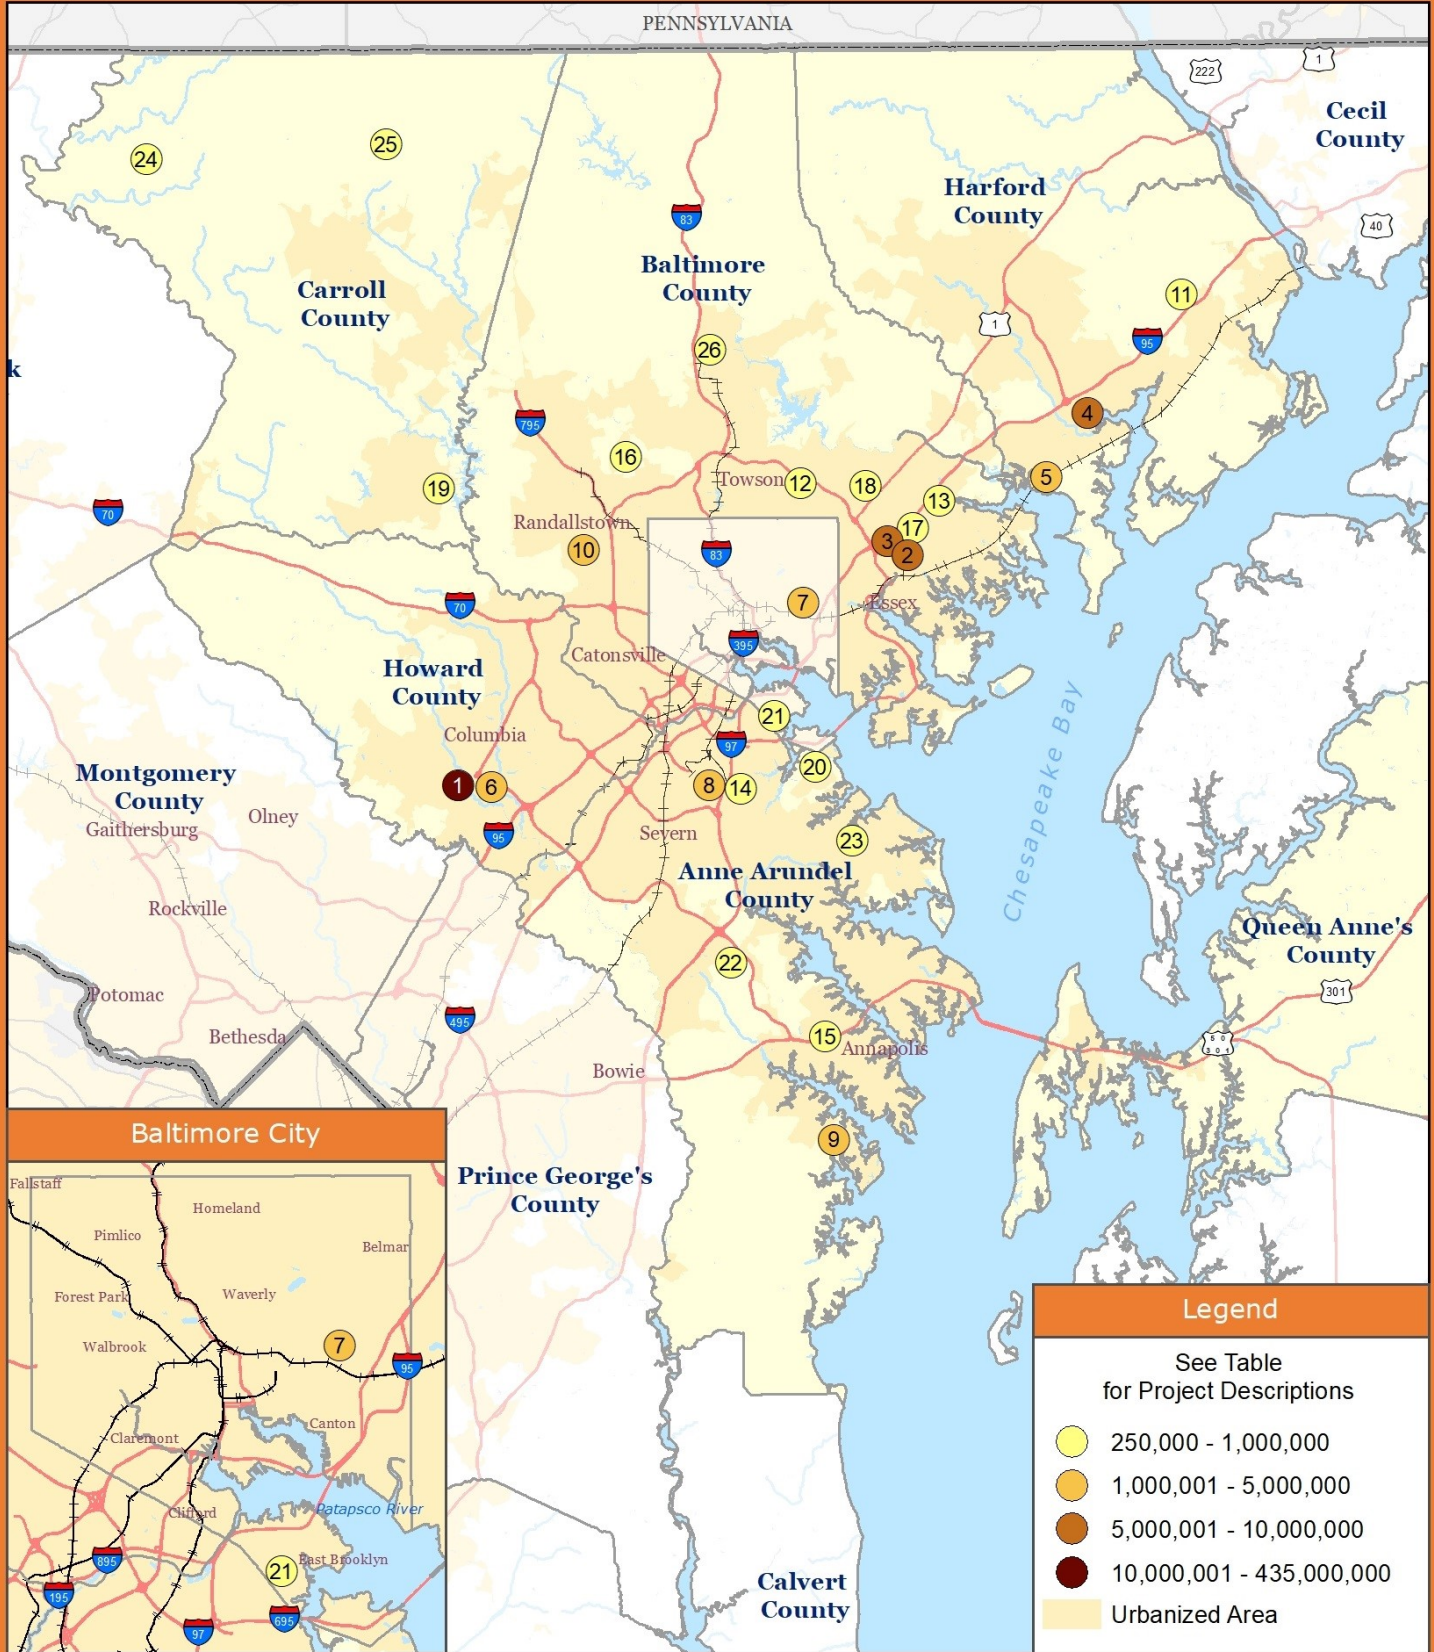 PENNSYLVANIA
222
1
Cecil
County
24
25
Harford
County
83
40
Baltimore
County
Carroll
County
11
1
95
26
k
4
795
16
Towson
12
18
5
19
13
70
Randallstown
17
3
2
10
83
70
7
Essex
395
Catonsville
Howard
County
21
Columbia
97
20
Montgomery
County
1
6
8
14
Gaithersburg
Olney
95
Severn
23
Anne Arundel
County
Chesapeake Bay
Rockville
Queen Anne's
County
22
Potomac
301
495
Bethesda
15
Annapolis
50
301
Bowie
9
Prince George's
County
Calvert
County
Baltimore City
Fallstaff
Homeland
Pimlico
Belmar
Forest Park
Waverly
Walbrook
7
95
Canton
Claremont
Patapsco River
Clifford
895
East Brooklyn
21
195
97
695
Legend
See Table
for Project Descriptions
250,000 - 1,000,000
1,000,001 - 5,000,000
5,000,001 - 10,000,000
10,000,001 - 435,000,000
Urbanized Area